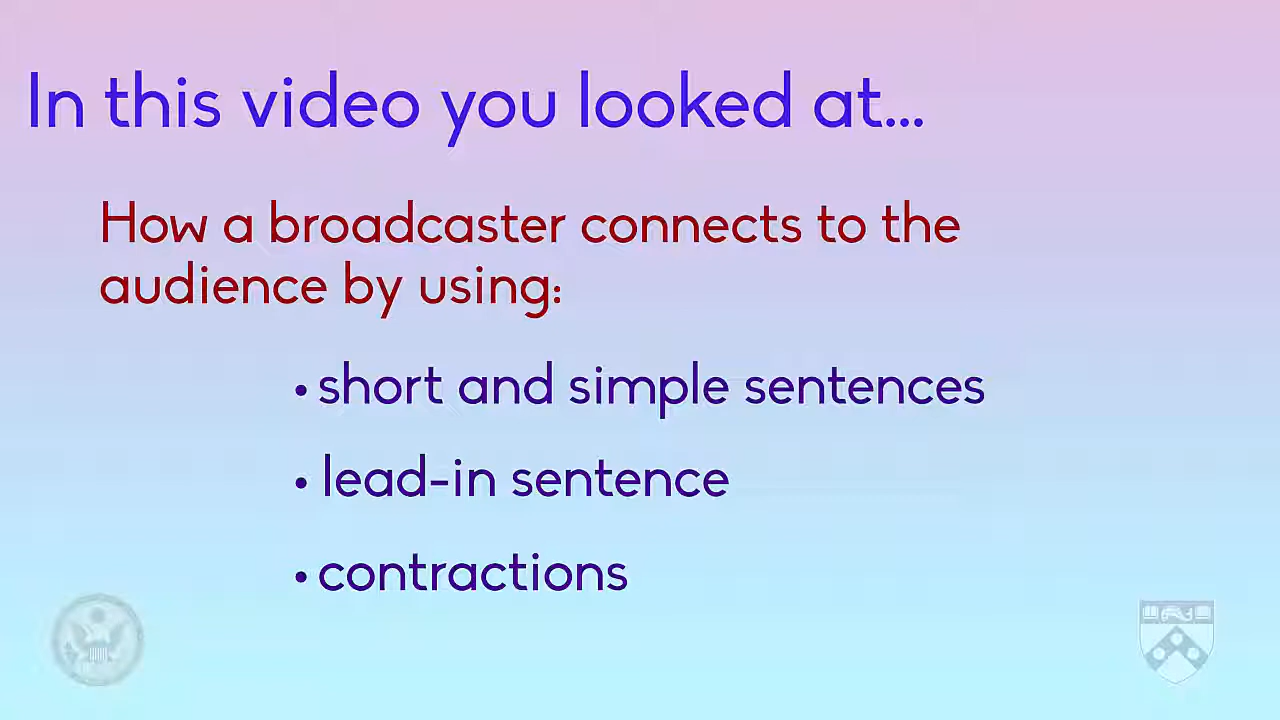 In this video you looked at...
How a broadcaster connects to the
audience by using:
• short and simple sentences
• lead-in sentence
• contractions